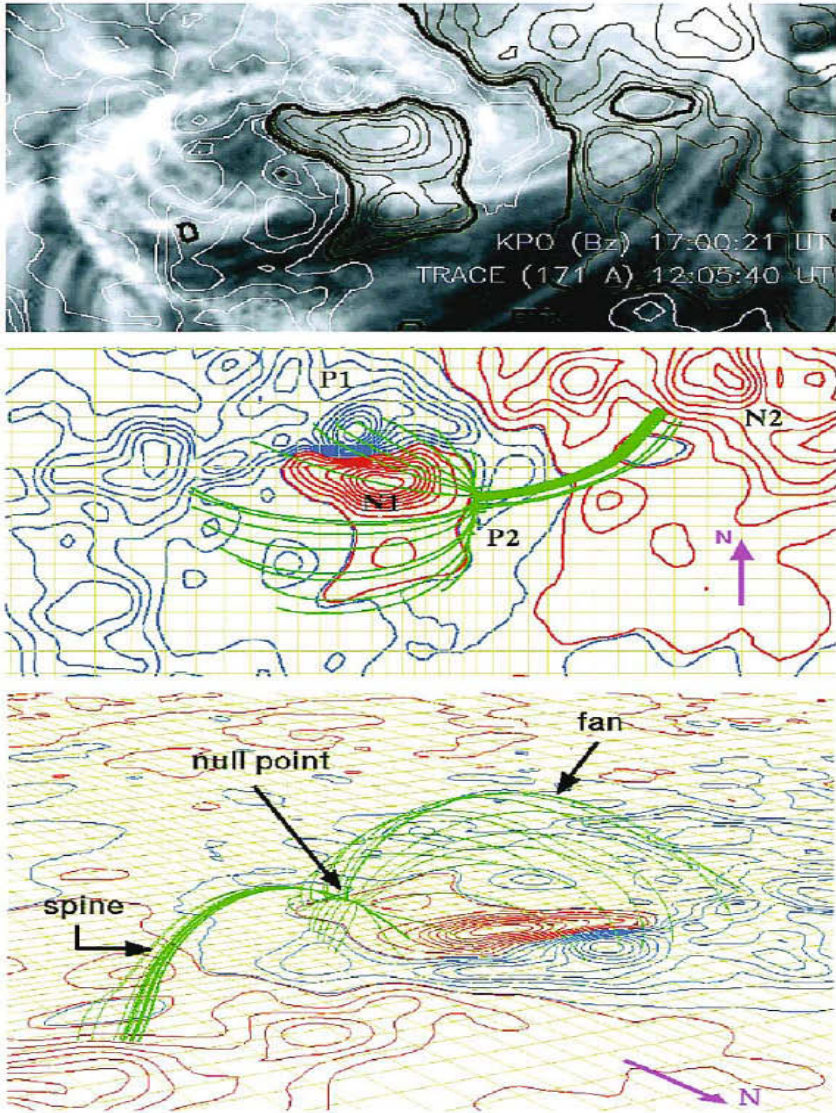 KPO (Bz) 17:00:21 UT
TRACE (171 A) 12:05:40 UT
P1
N2
N1
P2
N
fan
null point
spine
N